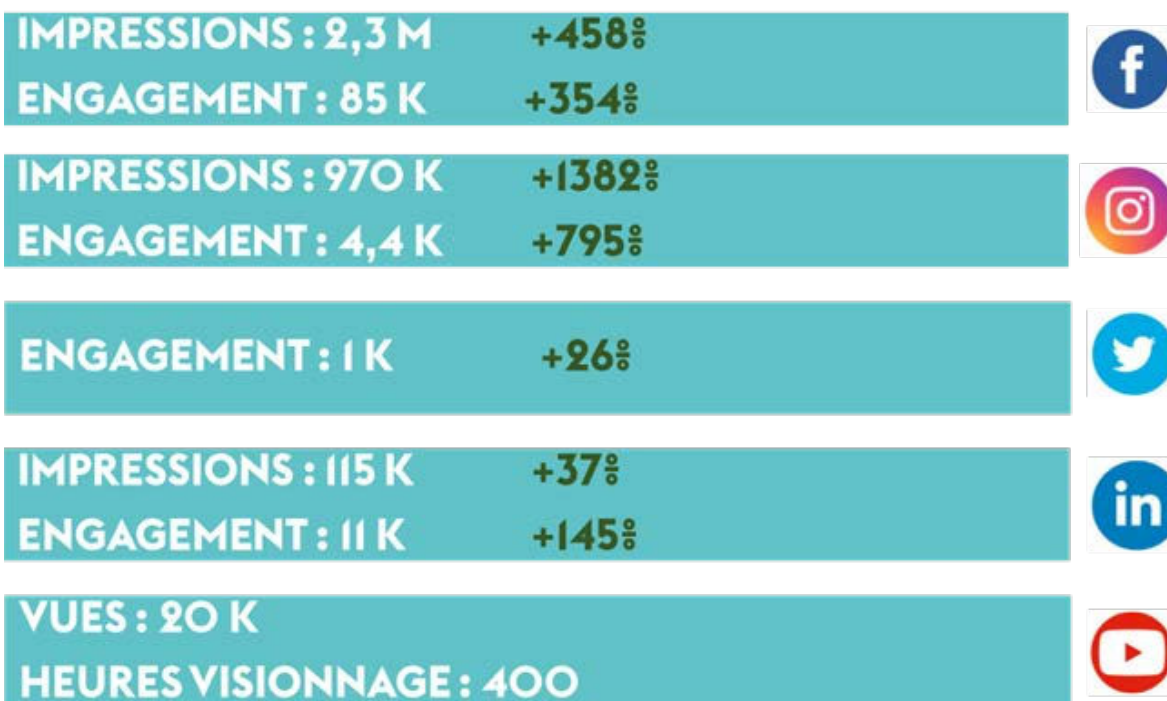 IMPRESSIONS : 2,3 M +458%
ENGAGEMENT : 85 K +354%
IMPRESSIONS : 970 K +1382%
ENGAGEMENT : 4,4 K +795%
ENGAGEMENT : 1 K +26%
IMPRESSIONS : 115 K +37%
ENGAGEMENT : 11 K +145%
VUES : 20 K
HEURES VISIONNAGE : 400